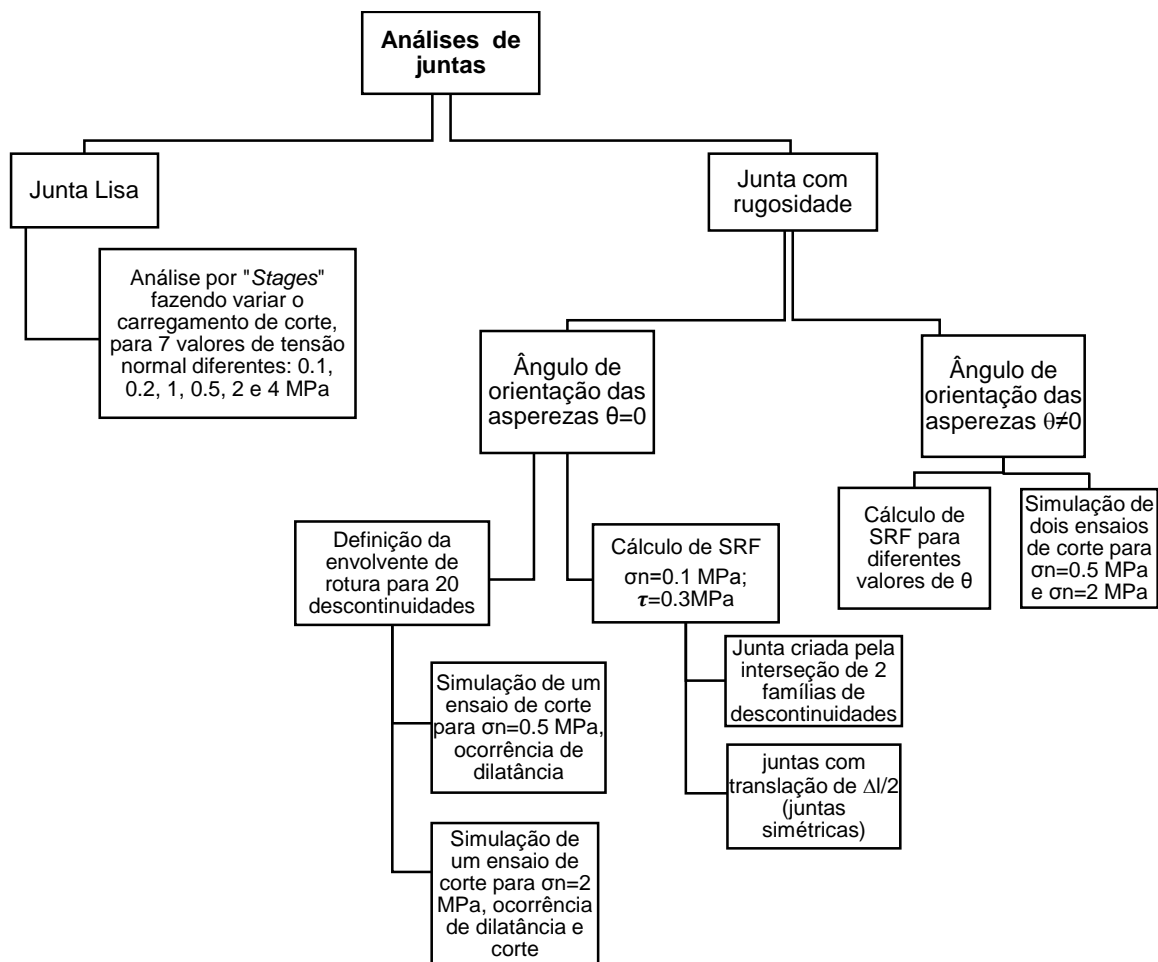 Análises de
juntas
Junta Lisa
Junta com
rugosidade
Análise por "Stages"
fazendo variar o
carregamento de corte,
para 7 valores de tensão
normal diferentes: 0.1,
0.2, 1, 0.5, 2 e 4 MPa
Ângulo de
orientação das
asperezas θ=0
Ângulo de
orientação das
asperezas θ≠0
Definição da
envolvente de
rotura para 20
descontinuidades
Cálculo de SRF
σn=0.1 MPa;
τ=0.3MPa
Cálculo de
SRF para
diferentes
valores de θ
Simulação de
dois ensaios
de corte para
σn=0.5 MPa
e σn=2 MPa
Simulação de um
ensaio de corte
para σn=0.5 MPa,
ocorrência de
dilatância
Junta criada pela
interseção de 2
famílias de
descontinuidades
juntas com
translação de Δl/2
(juntas
simétricas)
Simulação de
um ensaio de
corte para σn=2
MPa, ocorrência
de dilatância e
corte